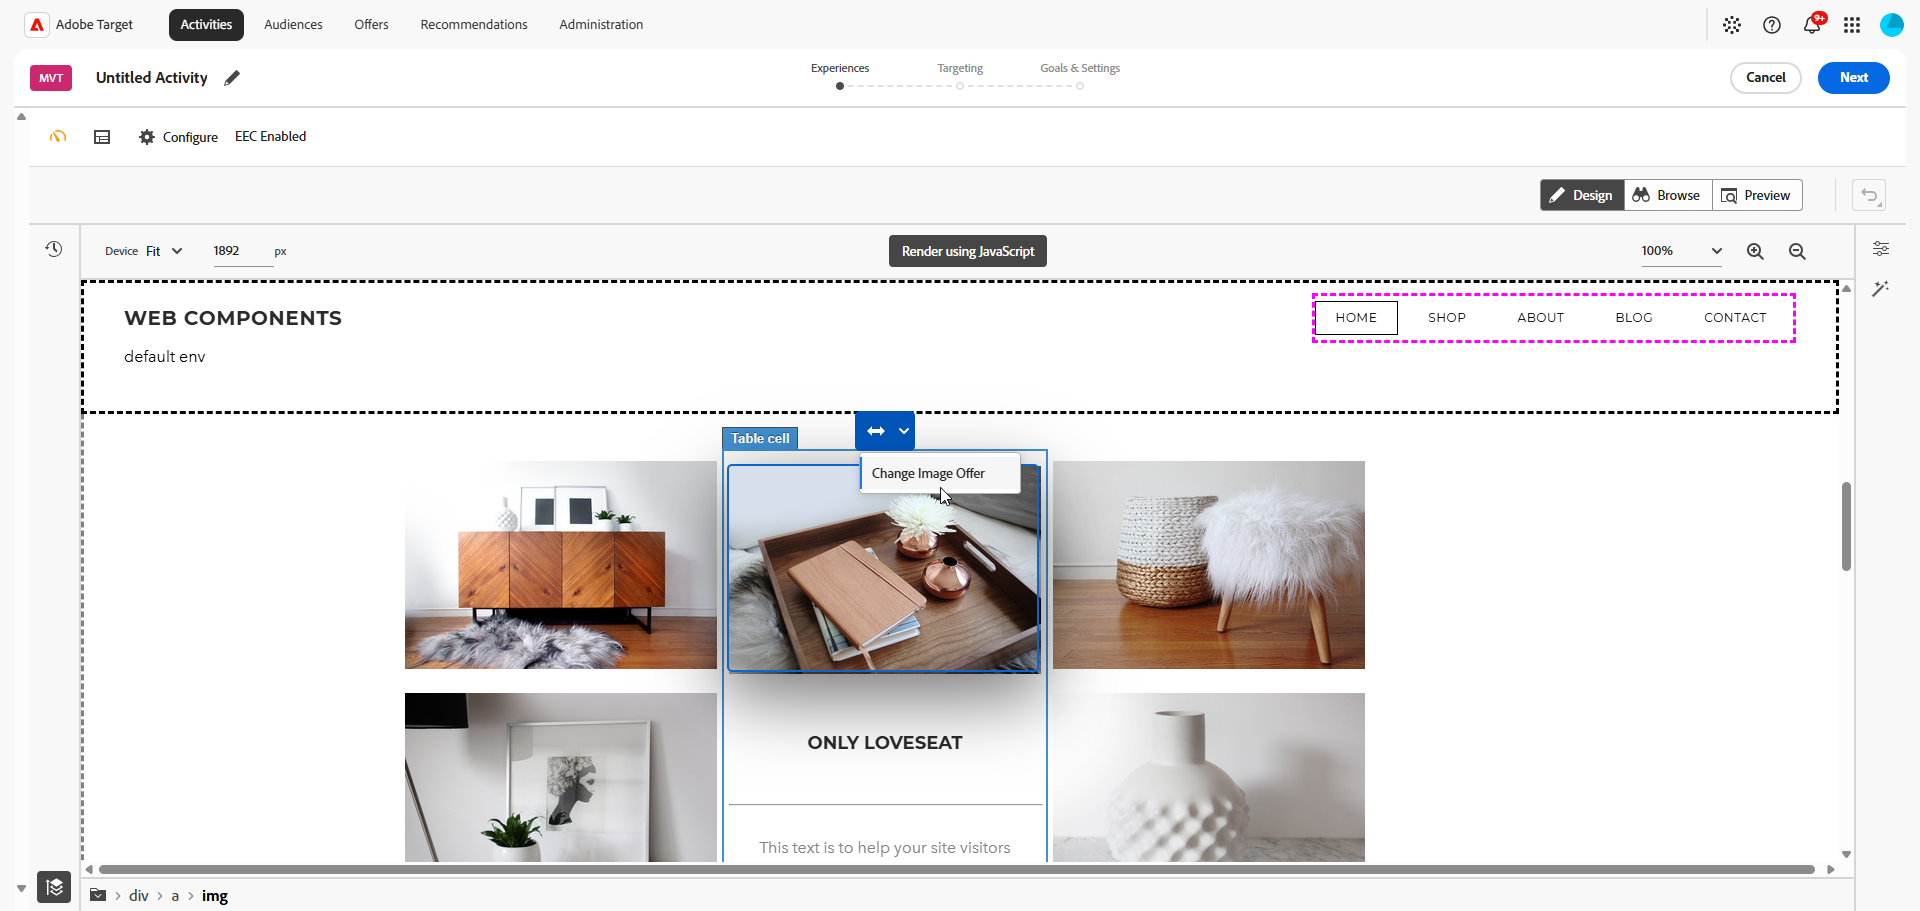 Adobe Target
Activities
Audiences
Offers
Recommendations
Administration
9+
MVT
Untitled Activity
Experiences
Targeting
Goals & Settings
Cancel
Next
Configure
EEC Enabled
Design
Browse
Preview
Device Fit
1892 px
Render using JavaScript
100%
WEB COMPONENTS
default env
HOME
SHOP
ABOUT
BLOG
CONTACT
Table cell
Change Image Offer
ONLY LOVESEAT
This text is to help your site visitors
div > a > img